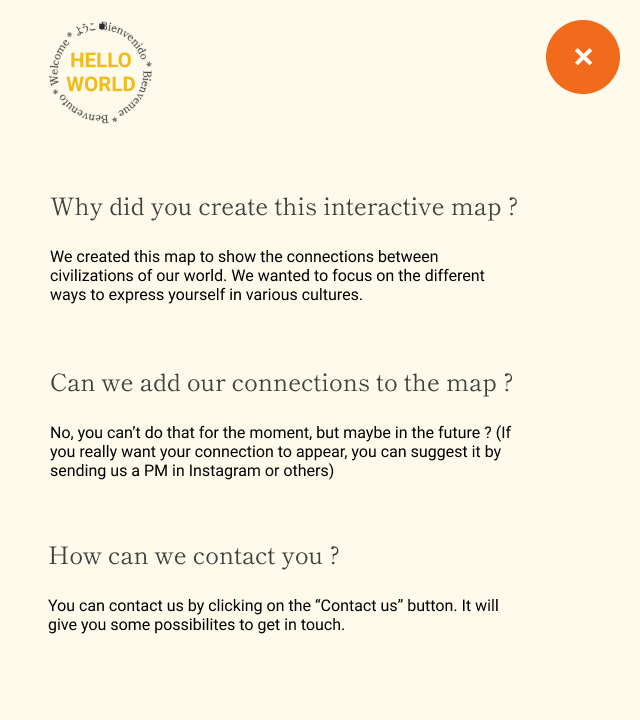 Welcome * ようこ Bienvenido * Bienvenue * Benvenuto *
HELLO
WORLD
Why did you create this interactive map ?
We created this map to show the connections between
civilizations of our world. We wanted to focus on the different
ways to express yourself in various cultures.
Can we add our connections to the map ?
No, you can’t do that for the moment, but maybe in the future ? (If
you really want your connection to appear, you can suggest it by
sending us a PM in Instagram or others)
How can we contact you ?
You can contact us by clicking on the “Contact us” button. It will
give you some possibilites to get in touch.